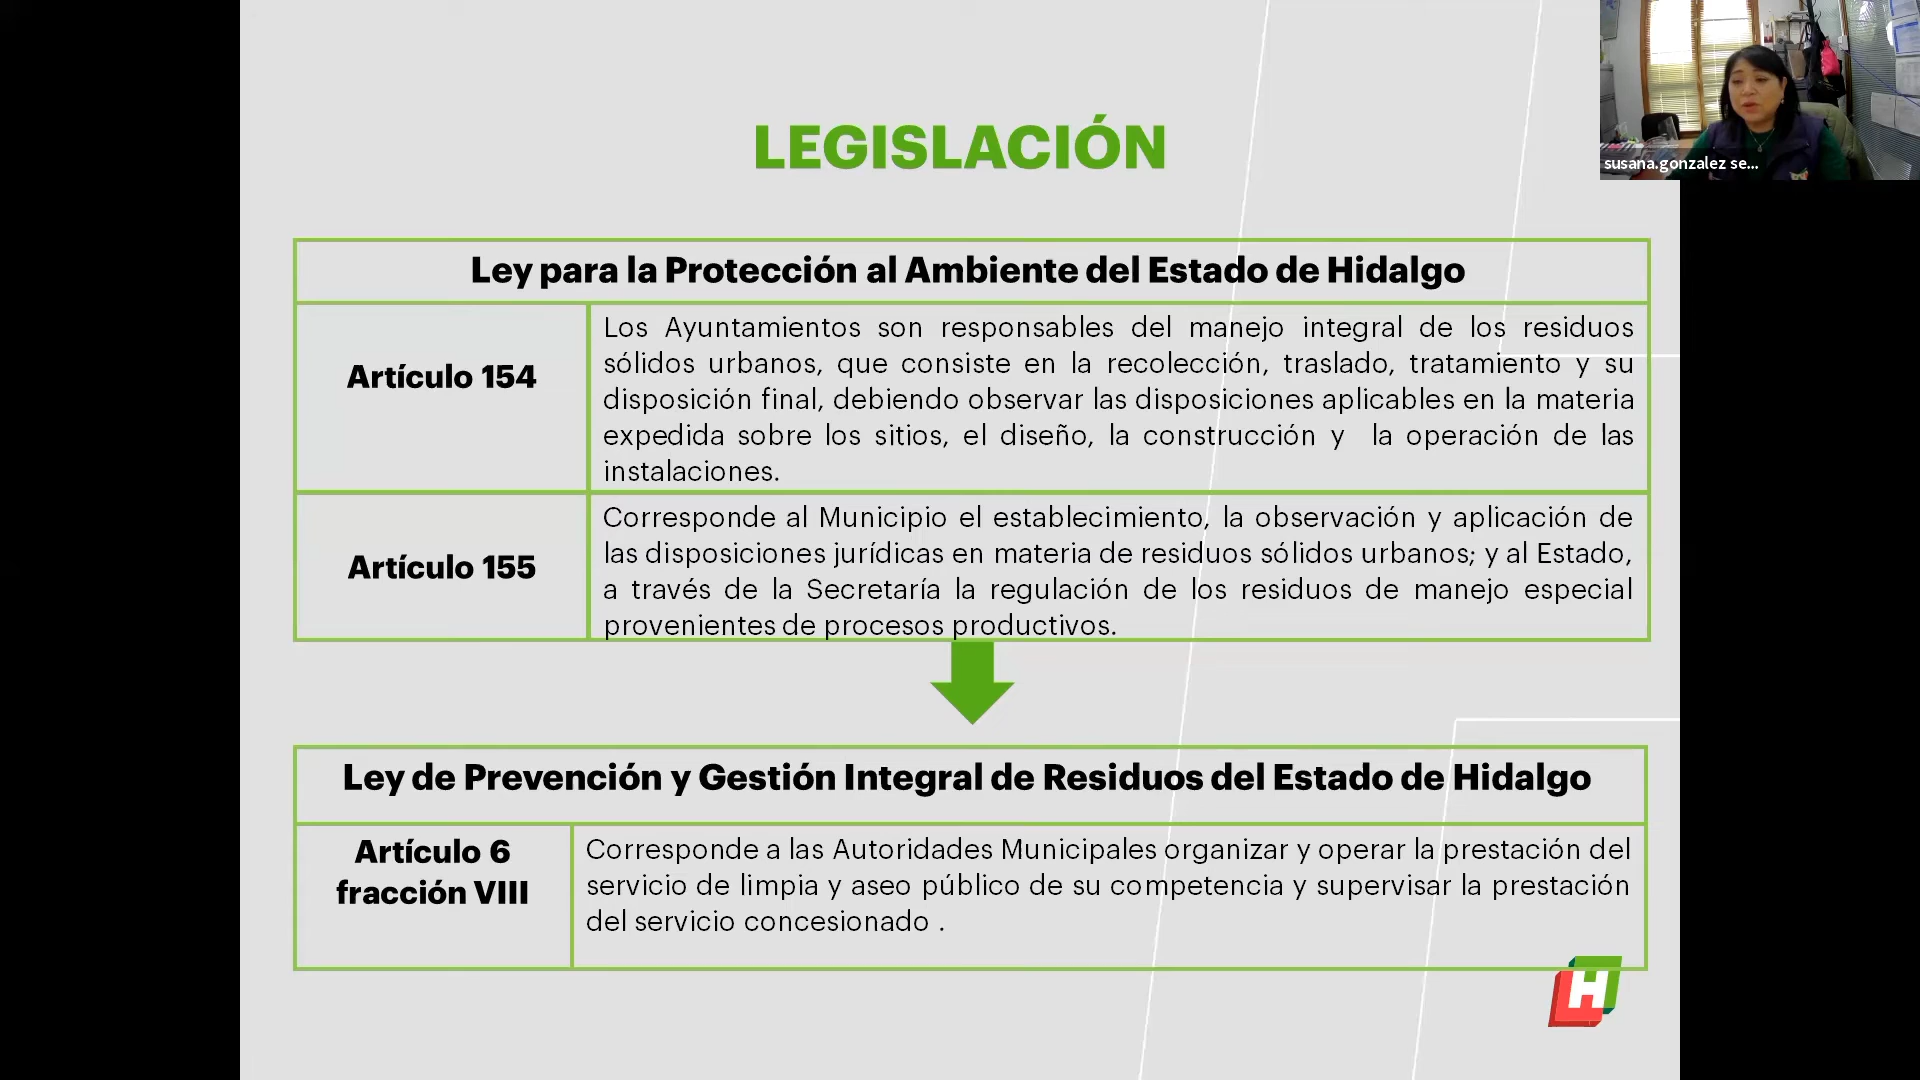 LEGISLACIÓN
susana.gonzalez se...
Ley para la Protección al Ambiente del Estado de Hidalgo
Artículo 154
Los Ayuntamientos son responsables del manejo integral de los residuos
sólidos urbanos, que consiste en la recolección, traslado, tratamiento y su
disposición final, debiendo observar las disposiciones aplicables en la materia
expedida sobre los sitios, el diseño, la construcción y la operación de las
instalaciones.
Artículo 155
Corresponde al Municipio el establecimiento, la observación y aplicación de
las disposiciones jurídicas en materia de residuos sólidos urbanos; y al Estado,
a través de la Secretaría la regulación de los residuos de manejo especial
provenientes de procesos productivos.
Ley de Prevención y Gestión Integral de Residuos del Estado de Hidalgo
Artículo 6
fracción VIII
Corresponde a las Autoridades Municipales organizar y operar la prestación del
servicio de limpia y aseo público de su competencia y supervisar la prestación
del servicio concesionado .
H